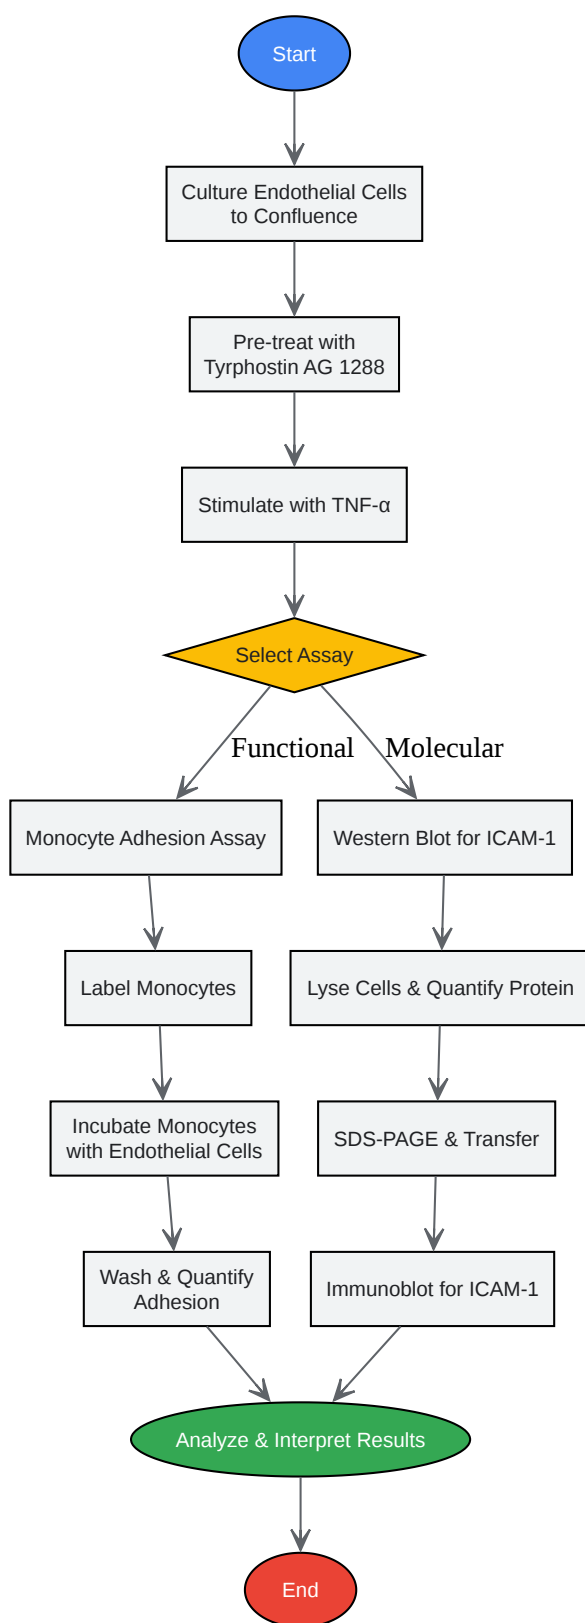 Start
Culture Endothelial Cells
to Confluence
Pre-treat with
Tyrphostin AG 1288
Stimulate with TNF-α
Select Assay
Functional
Molecular
Monocyte Adhesion Assay
Western Blot for ICAM-1
Label Monocytes
Lyse Cells & Quantify Protein
Incubate Monocytes
with Endothelial Cells
SDS-PAGE & Transfer
Wash & Quantify
Adhesion
Immunoblot for ICAM-1
Analyze & Interpret Results
End